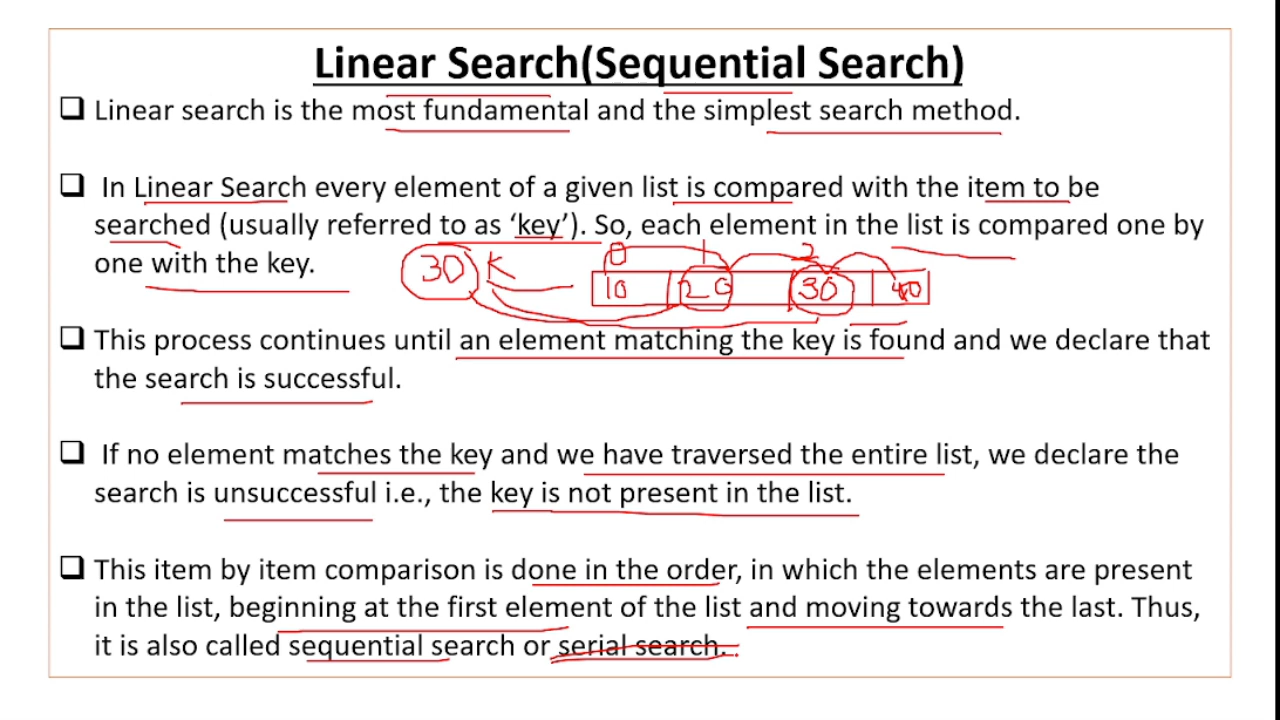 Linear Search(Sequential Search)
❑ Linear search is the most fundamental and the simplest search method.
❑ In Linear Search every element of a given list is compared with the item to be
searched (usually referred to as ‘key’). So, each element in the list is compared one by
one with the key.
0 1 2
30 K 10 20 30 40
❑ This process continues until an element matching the key is found and we declare that
the search is successful.
❑ If no element matches the key and we have traversed the entire list, we declare the
search is unsuccessful i.e., the key is not present in the list.
❑ This item by item comparison is done in the order, in which the elements are present
in the list, beginning at the first element of the list and moving towards the last. Thus,
it is also called sequential search or serial search.